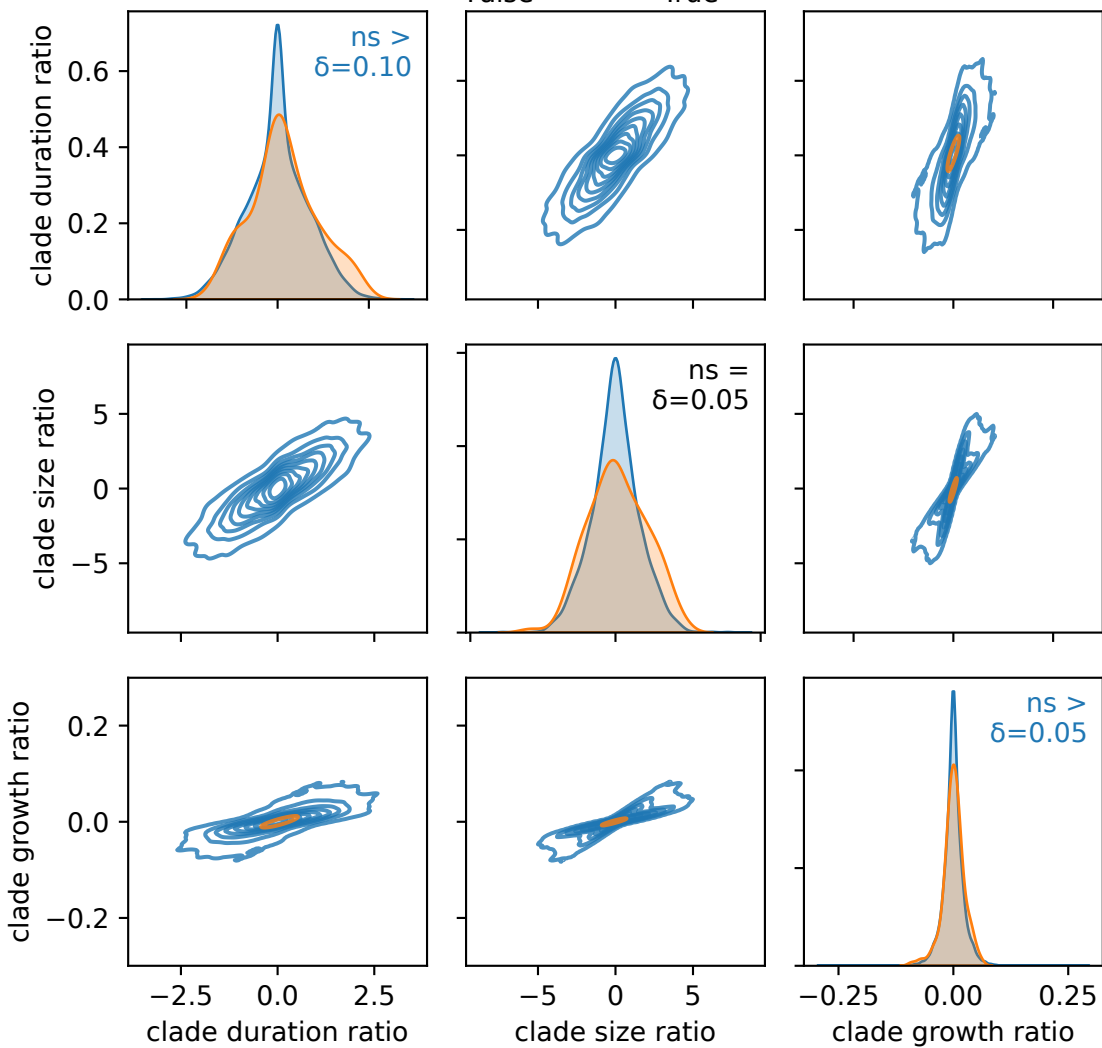 True
clade duration ratio
0.6
0.4
0.2
0.0
ns >
δ=0.10
clade size ratio
5
0
−5
ns =
δ=0.05
clade growth ratio
0.2
0.0
−0.2
ns >
δ=0.05
−2.5 0.0 2.5
−5 0 5
−0.25 0.00 0.25
clade duration ratio
clade size ratio
clade growth ratio